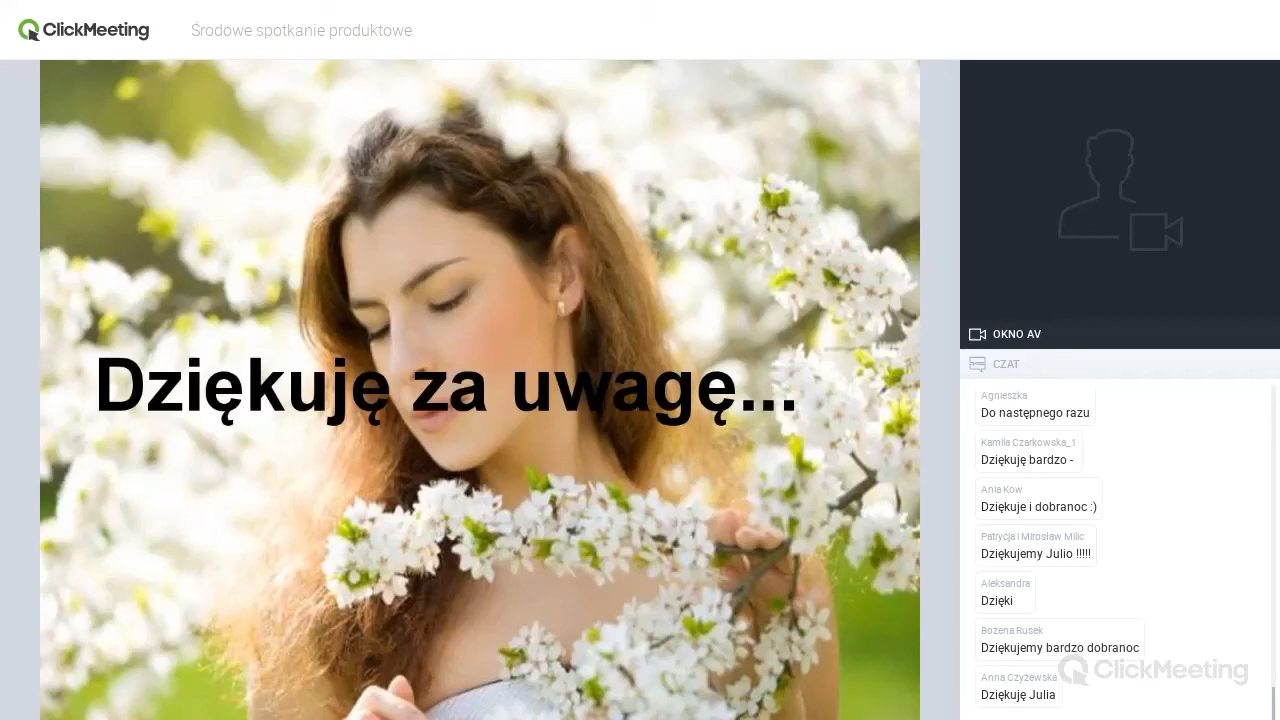 ClickMeeting
Środowe spotkanie produktowe
Dziękuję za uwagę...
OKNO AV
CZAT
Agnieszka
Do następnego razu
Kamila Czarkowska_1
Dziękuję bardzo -
Ania Kow
Dziękuje i dobranoc :)
Patrycja i Mirosław Milic
Dziękujemy Julio !!!!!
Aleksandra
Dzięki
Bożena Rusek
Dziękujemy bardzo dobranoc
Anna Czyżewska
Dziękuję Julia
ClickMeeting